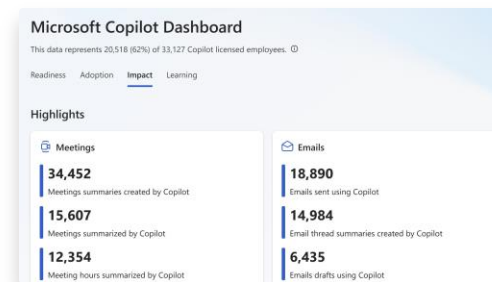 Microsoft Copilot Dashboard
This data represents 20,518 (62%) of 33,127 Copilot licensed employees.
Readiness Adoption Impact Learning
Highlights
Meetings
34,452
Meetings summaries created by Copilot
15,607
Meetings summarized by Copilot
12,354
Meeting hours summarized by Copilot
Emails
18,890
Emails sent using Copilot
14,984
Email thread summaries created by Copilot
6,435
Emails drafts using Copilot